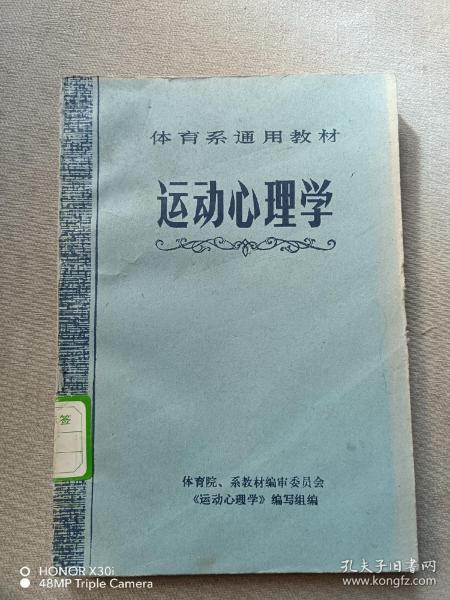 体育系通用教材
运动心理学
签
体育院、系教材编审委员会
《运动心理学》编写组编
HONOR X30i
48MP Triple Camera
孔夫子旧书网
www.kongfz.com